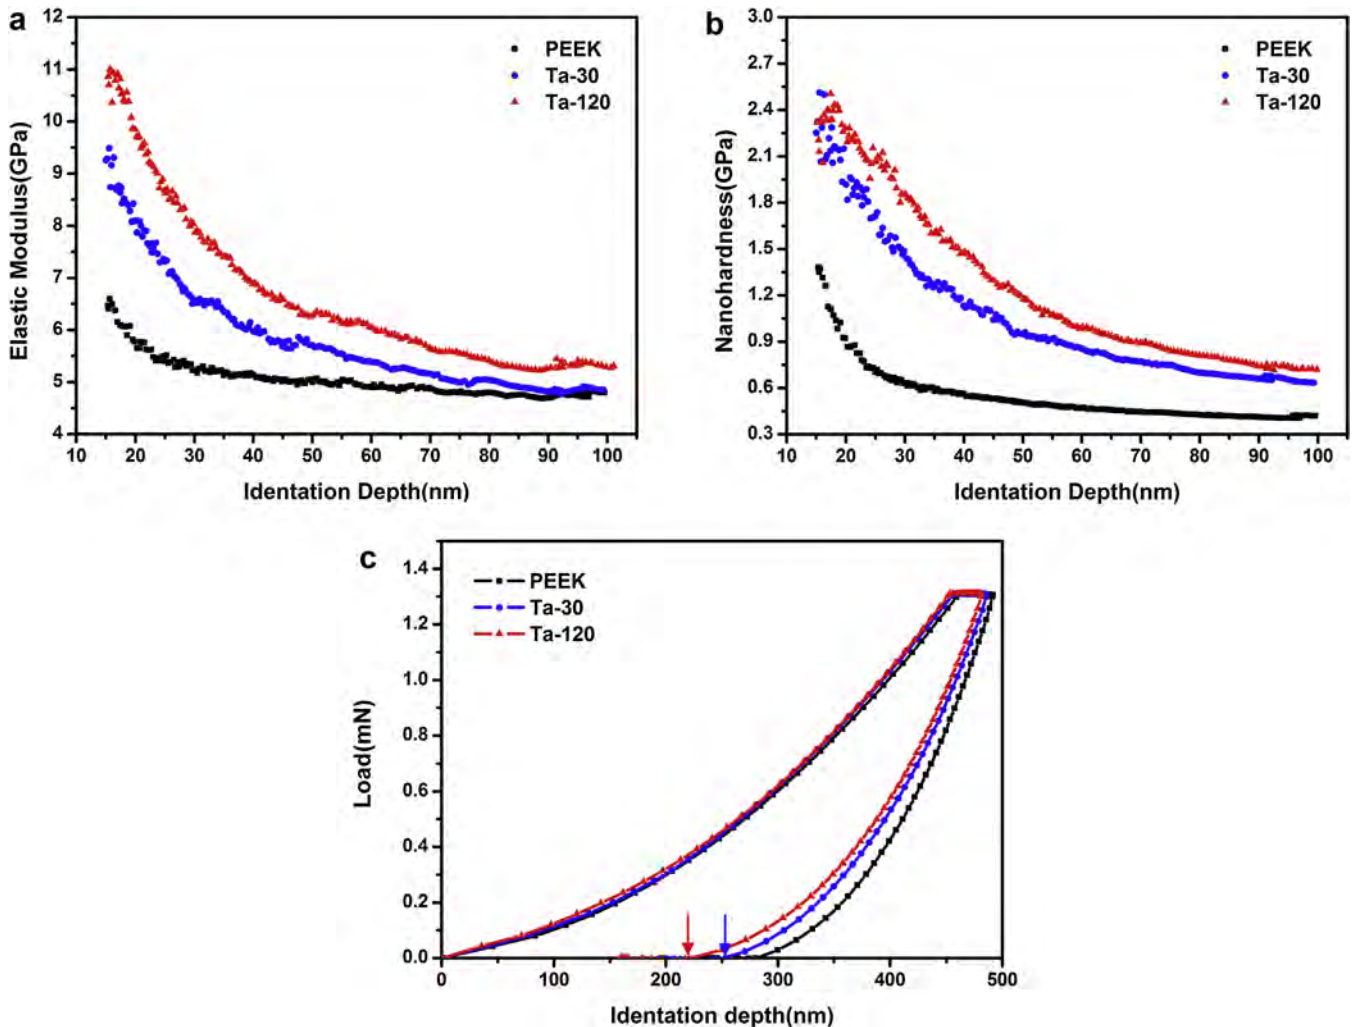 a
12
11
10
9
8
7
6
5
4
Elastic Modulus(GPa)
PEEK
Ta-30
Ta-120
10 20 30 40 50 60 70 80 90 100
Identation Depth(nm)
b
3.0
2.7
2.4
2.1
1.8
1.5
1.2
0.9
0.6
0.3
Nanohardness(GPa)
PEEK
Ta-30
Ta-120
10 20 30 40 50 60 70 80 90 100
Identation Depth(nm)
c
1.4
1.2
1.0
0.8
0.6
0.4
0.2
0.0
Load(mN)
PEEK
Ta-30
Ta-120
0 100 200 300 400 500
Identation depth(nm)